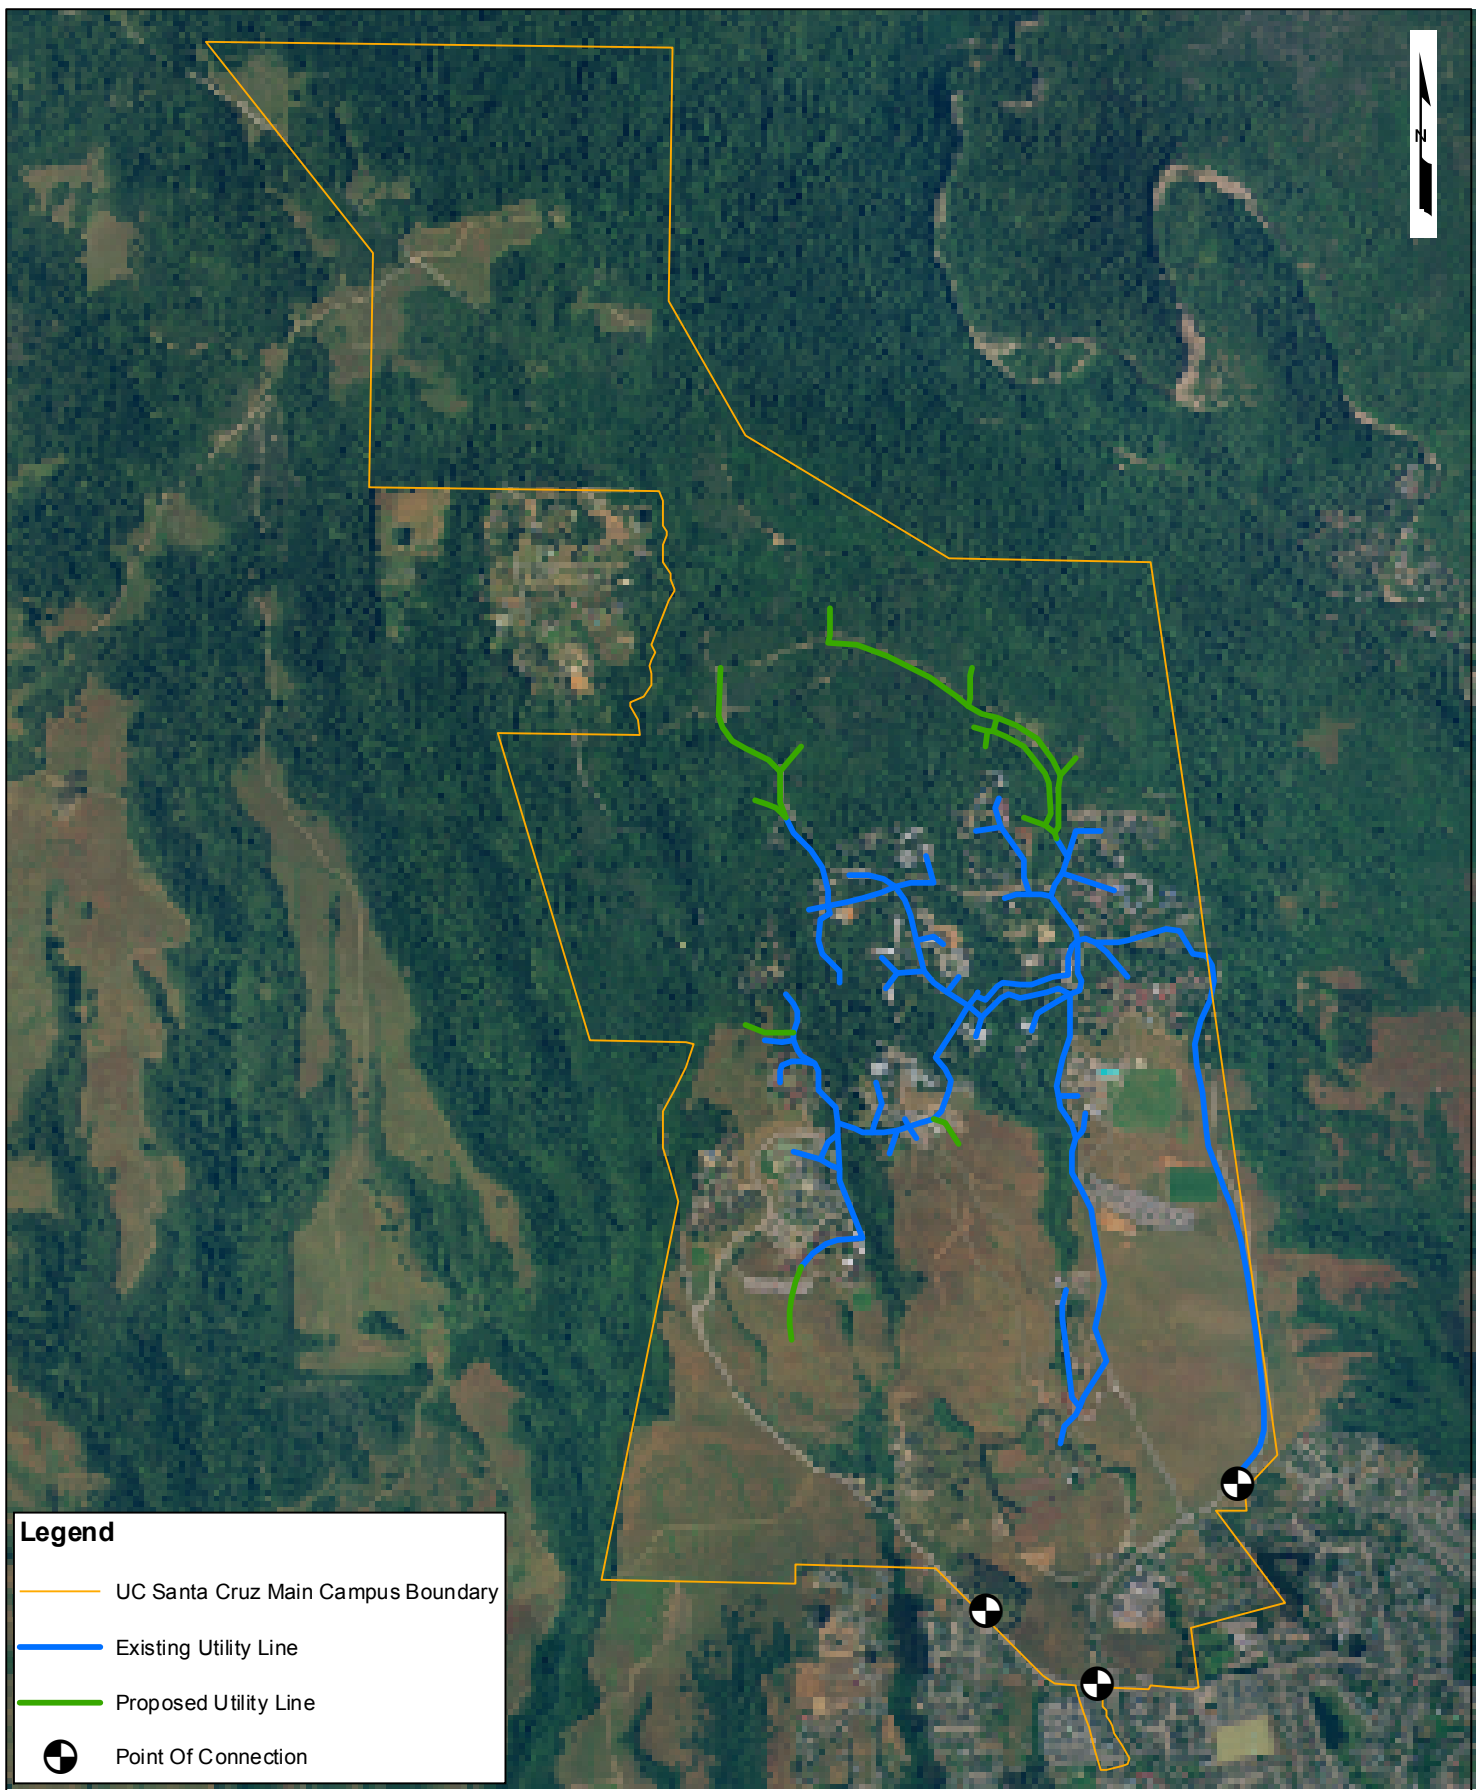 N
Legend
UC Santa Cruz Main Campus Boundary
Existing Utility Line
Proposed Utility Line
Point Of Connection